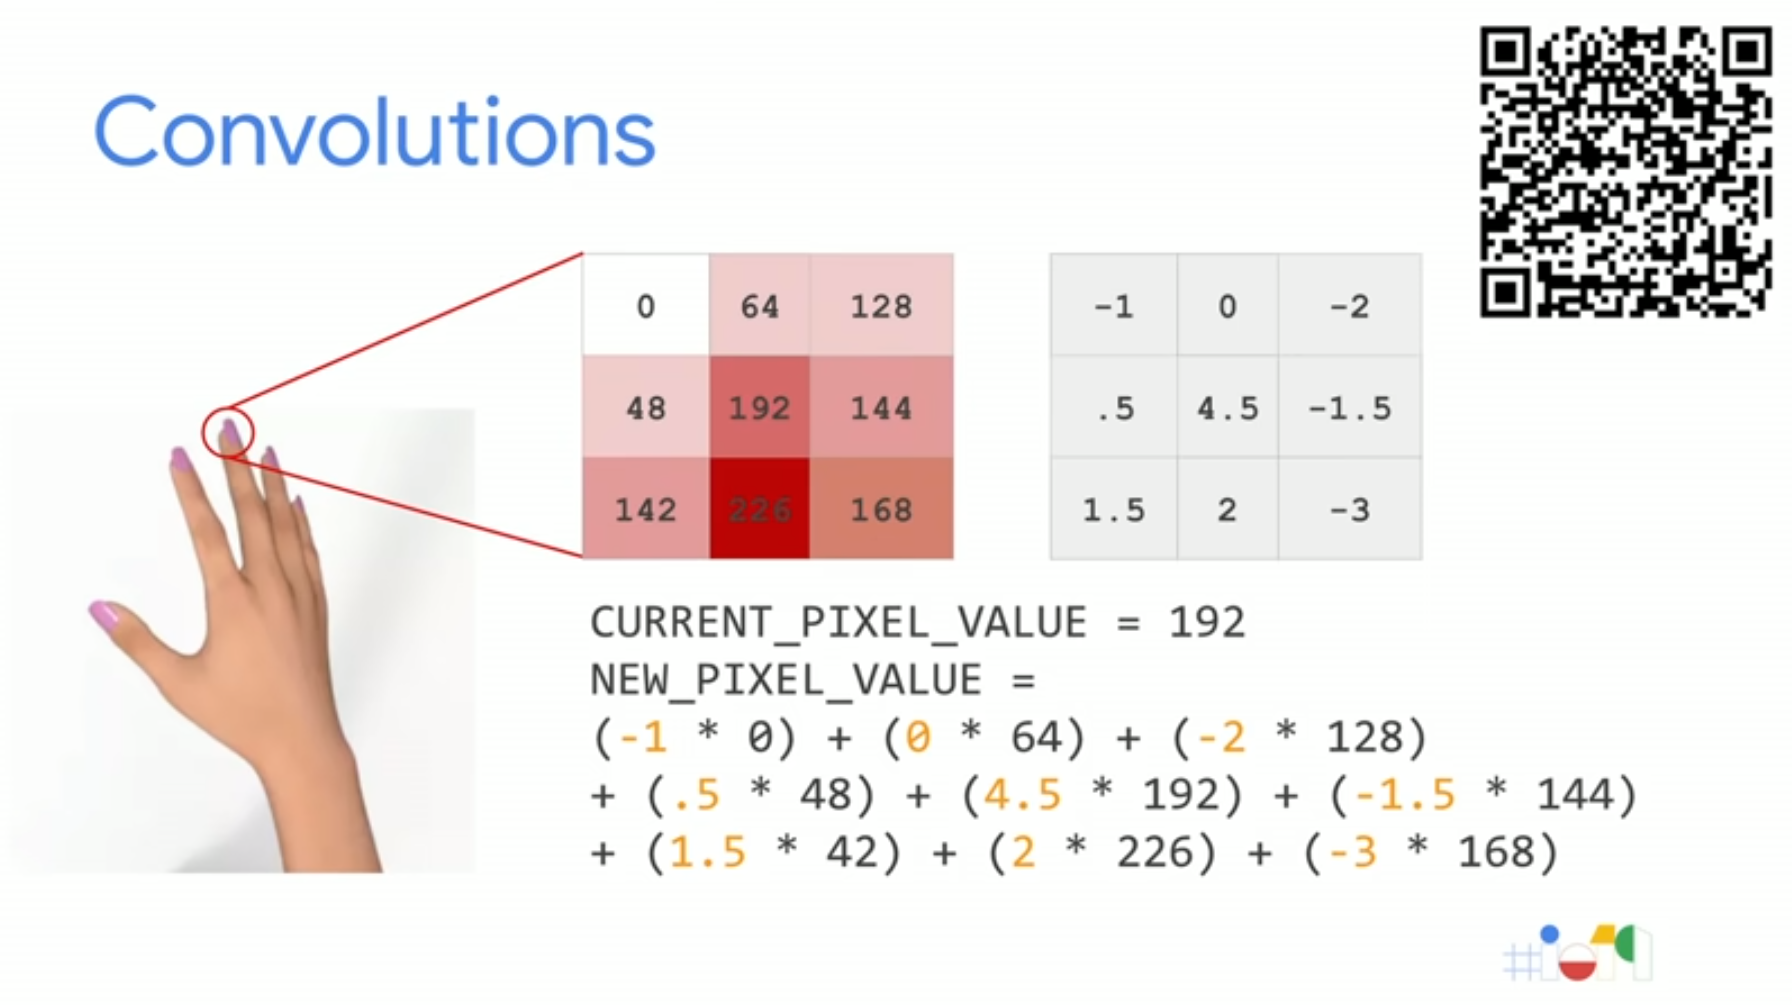 Convolutions
0 64 128
48 192 144
142 226 168
-1 0 -2
.5 4.5 -1.5
1.5 2 -3
CURRENT_PIXEL_VALUE = 192
NEW_PIXEL_VALUE =
(-1 * 0) + (0 * 64) + (-2 * 128)
+ (.5 * 48) + (4.5 * 192) + (-1.5 * 144)
+ (1.5 * 42) + (2 * 226) + (-3 * 168)
#io19